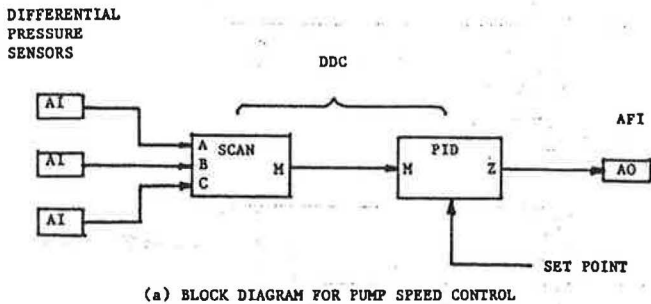 DIFFERENTIAL
PRESSURE
SENSORS
DDC
AFI
AI
AI
AI
A SCAN
B
C
M
PID
M
Z
AO
SET POINT
(a) BLOCK DIAGRAM FOR PUMP SPEED CONTROL